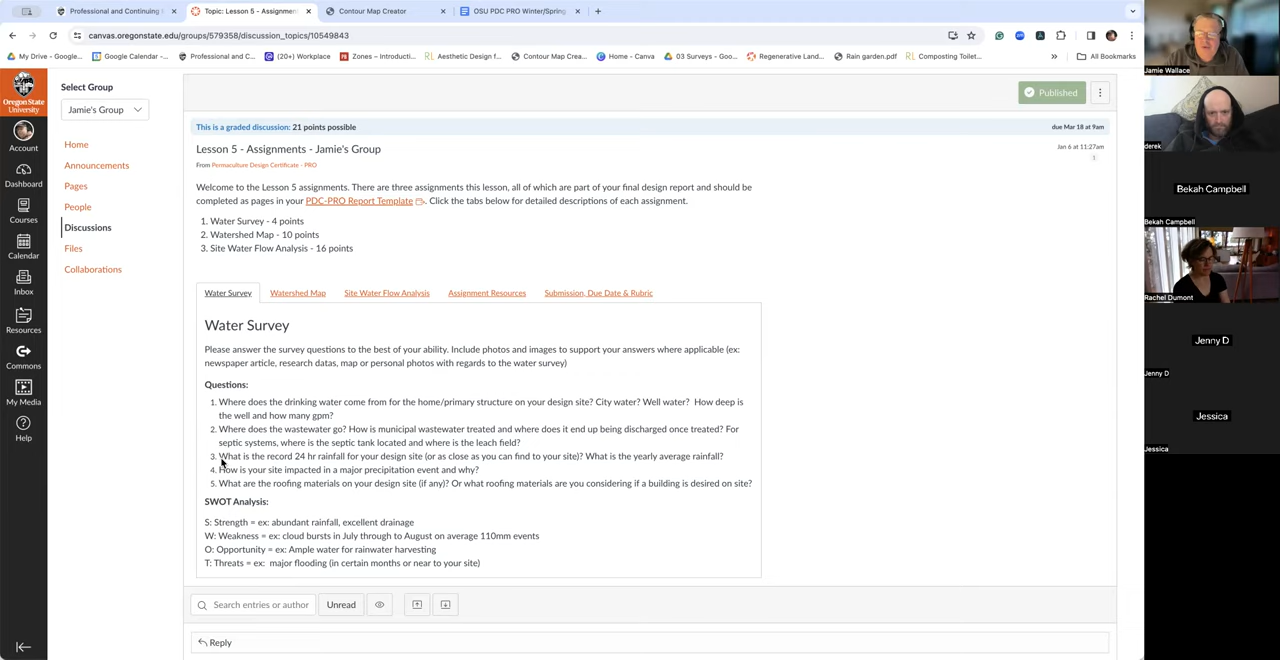 Professional and Continuing
Topic: Lesson 5 - Assignment
Contour Map Creator
OSU PDC PRO Winter/Spring
canvas.oregonstate.edu/groups/579358/discussion_topics/10549843
My Drive - Google...
Google Calendar -...
Professional and C...
(20+) Workplace
Zones – Introducti...
Aesthetic Design f...
Contour Map Crea...
Home - Canva
03 Surveys - Goo...
Regenerative Land...
Rain garden.pdf
Composting Toilet...
All Bookmarks
Oregon State
University
Account
Dashboard
Courses
Calendar
Inbox
Resources
Commons
My Media
Help
Select Group
Jamie's Group
Home
Announcements
Pages
People
Discussions
Files
Collaborations
Published
This is a graded discussion: 21 points possible
due Mar 18 at 9am
Lesson 5 - Assignments - Jamie's Group
Jan 6 at 11:27am
1
From Permaculture Design Certificate - PRO
Welcome to the Lesson 5 assignments. There are three assignments this lesson, all of which are part of your final design report and should be
completed as pages in your PDC-PRO Report Template. Click the tabs below for detailed descriptions of each assignment.
1. Water Survey - 4 points
2. Watershed Map - 10 points
3. Site Water Flow Analysis - 16 points
Water Survey
Watershed Map
Site Water Flow Analysis
Assignment Resources
Submission, Due Date & Rubric
Water Survey
Please answer the survey questions to the best of your ability. Include photos and images to support your answers where applicable (ex:
newspaper article, research datas, map or personal photos with regards to the water survey)
Questions:
1. Where does the drinking water come from for the home/primary structure on your design site? City water? Well water? How deep is
the well and how many gpm?
2. Where does the wastewater go? How is municipal wastewater treated and where does it end up being discharged once treated? For
septic systems, where is the septic tank located and where is the leach field?
3. What is the record 24 hr rainfall for your design site (or as close as you can find to your site)? What is the yearly average rainfall?
4. How is your site impacted in a major precipitation event and why?
5. What are the roofing materials on your design site (if any)? Or what roofing materials are you considering if a building is desired on site?
SWOT Analysis:
S: Strength = ex: abundant rainfall, excellent drainage
W: Weakness = ex: cloud bursts in July through to August on average 110mm events
O: Opportunity = ex: Ample water for rainwater harvesting
T: Threats = ex: major flooding (in certain months or near to your site)
Search entries or author
Unread
Reply
Jamie Wallace
derek
Bekah Campbell
Bekah Campbell
Rachel Dumont
Jenny D
Jenny D
Jessica
Jessica